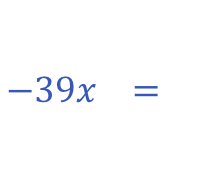 −39x =